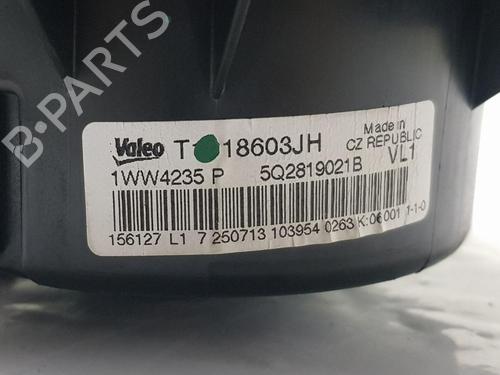 Valeo T 18603JH
Made in
CZ REPUBLIC
1WW4235 P 5Q2819021B VL1
156127 L1 7 250713 103954 0263 K:06001 1-1-0
B-PARTS